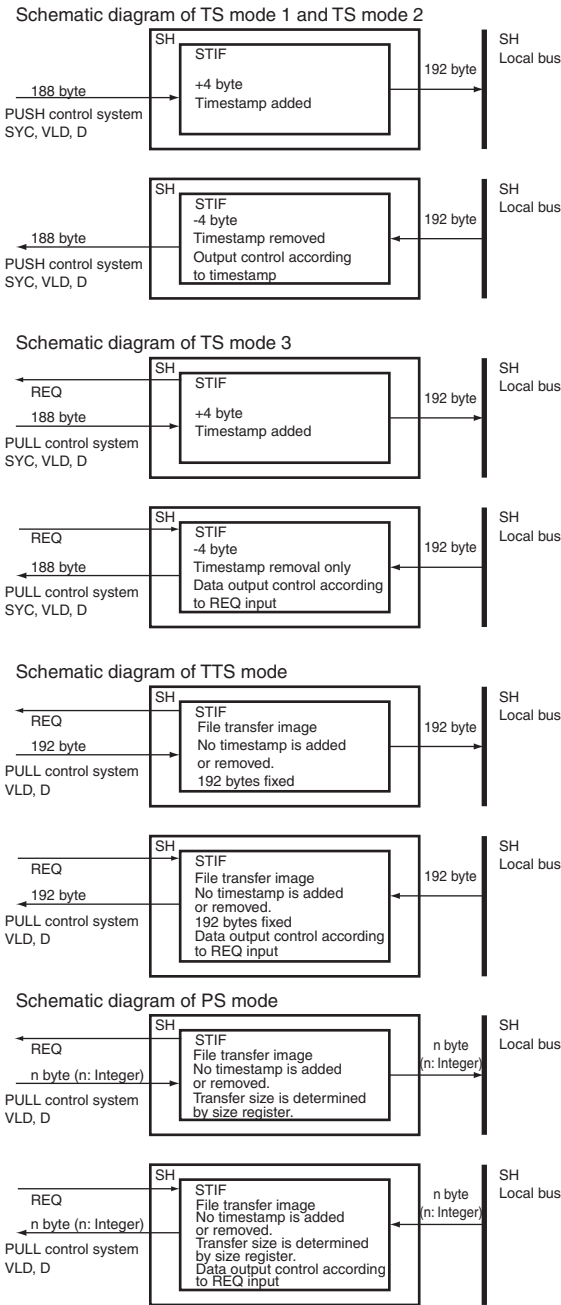 Schematic diagram of TS mode 1 and TS mode 2
SH
STIF
+4 byte
Timestamp added
188 byte
PUSH control system
SYC, VLD, D
192 byte
SH
Local bus
SH
STIF
-4 byte
Timestamp removed
Output control according
to timestamp
188 byte
PUSH control system
SYC, VLD, D
192 byte
SH
Local bus
Schematic diagram of TS mode 3
SH
STIF
+4 byte
Timestamp added
REQ
188 byte
PULL control system
SYC, VLD, D
192 byte
SH
Local bus
SH
STIF
-4 byte
Timestamp removal only
Data output control according
to REQ input
REQ
188 byte
PULL control system
SYC, VLD, D
192 byte
SH
Local bus
Schematic diagram of TTS mode
SH
STIF
File transfer image
No timestamp is added
or removed.
192 bytes fixed
REQ
192 byte
PULL control system
VLD, D
192 byte
SH
Local bus
SH
STIF
File transfer image
No timestamp is added
or removed.
192 bytes fixed
Data output control according
to REQ input
REQ
192 byte
PULL control system
VLD, D
192 byte
SH
Local bus
Schematic diagram of PS mode
SH
STIF
File transfer image
No timestamp is added
or removed.
Transfer size is determined
by size register.
REQ
n byte (n: Integer)
PULL control system
VLD, D
n byte
(n: Integer)
SH
Local bus
SH
STIF
File transfer image
No timestamp is added
or removed.
Transfer size is determined
by size register.
Data output control according
to REQ input
REQ
n byte (n: Integer)
PULL control system
VLD, D
n byte
(n: Integer)
SH
Local bus